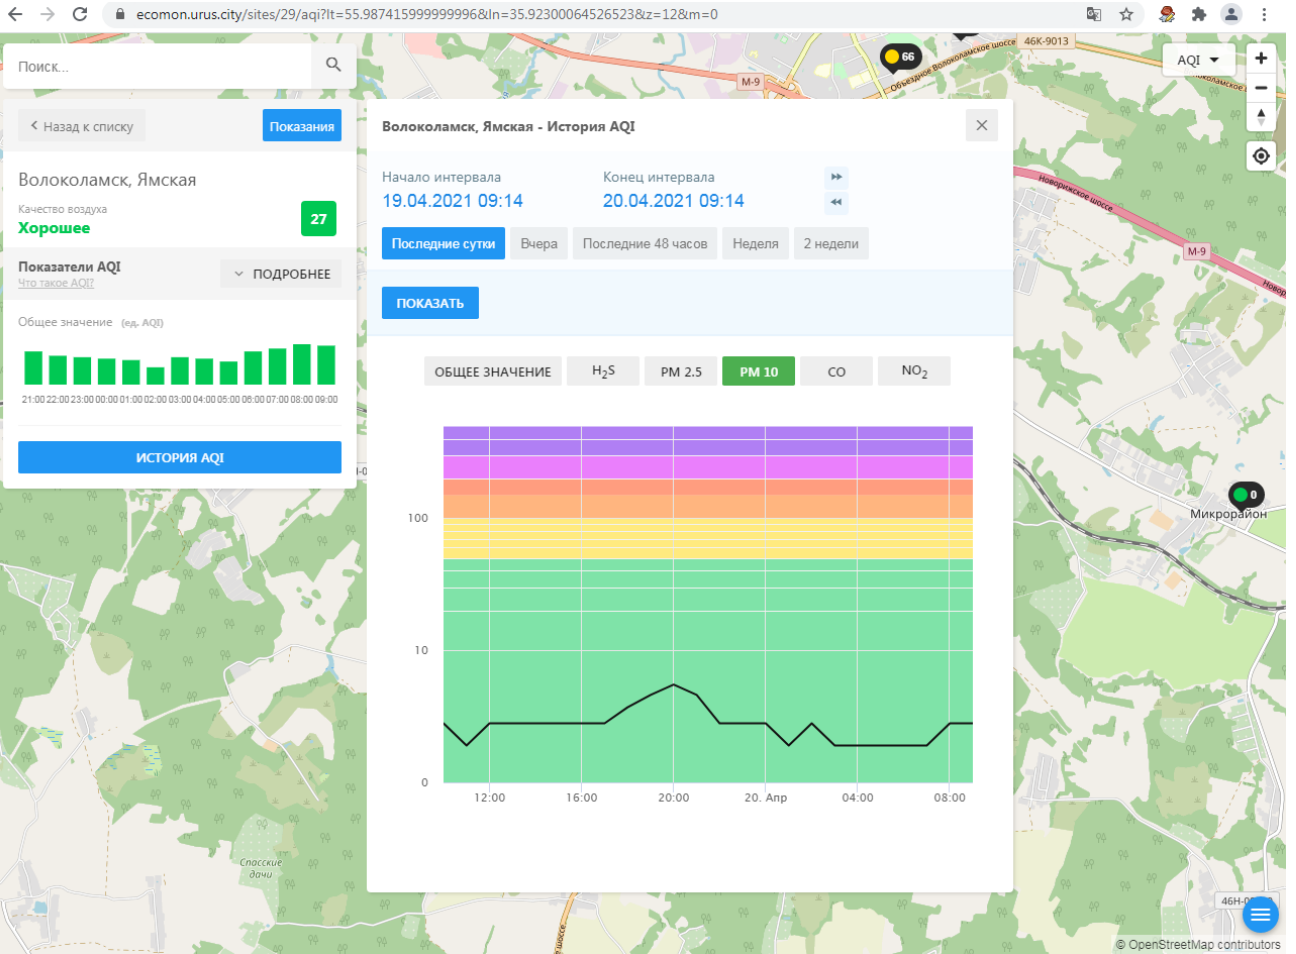 ecomon.urus.city/sites/29/aqi?lt=55.987415999999996&ln=35.92300064526523&z=12&m=0
Поиск...
Назад к списку
Показания
Волоколамск, Ямская
Качество воздуха
Хорошее
27
Показатели AQI
Что такое AQI?
ПОДРОБНЕЕ
Общее значение (ед. AQI)
21:00 22:00 23:00 00:00 01:00 02:00 03:00 04:00 05:00 06:00 07:00 08:00 09:00
ИСТОРИЯ AQI
Волоколамск, Ямская - История AQI
Начало интервала
19.04.2021 09:14
Конец интервала
20.04.2021 09:14
Последние сутки
Вчера
Последние 48 часов
Неделя
2 недели
ПОКАЗАТЬ
ОБЩЕЕ ЗНАЧЕНИЕ
H2S
PM 2.5
PM 10
CO
NO2
100
10
0
12:00
16:00
20:00
20. Апр
04:00
08:00
66
46К-9013
Объездное Волоколамское шоссе
М-9
AQI
Новорижское шоссе
М-9
0
Микрорайон
Спасские
дачи
© OpenStreetMap contributors